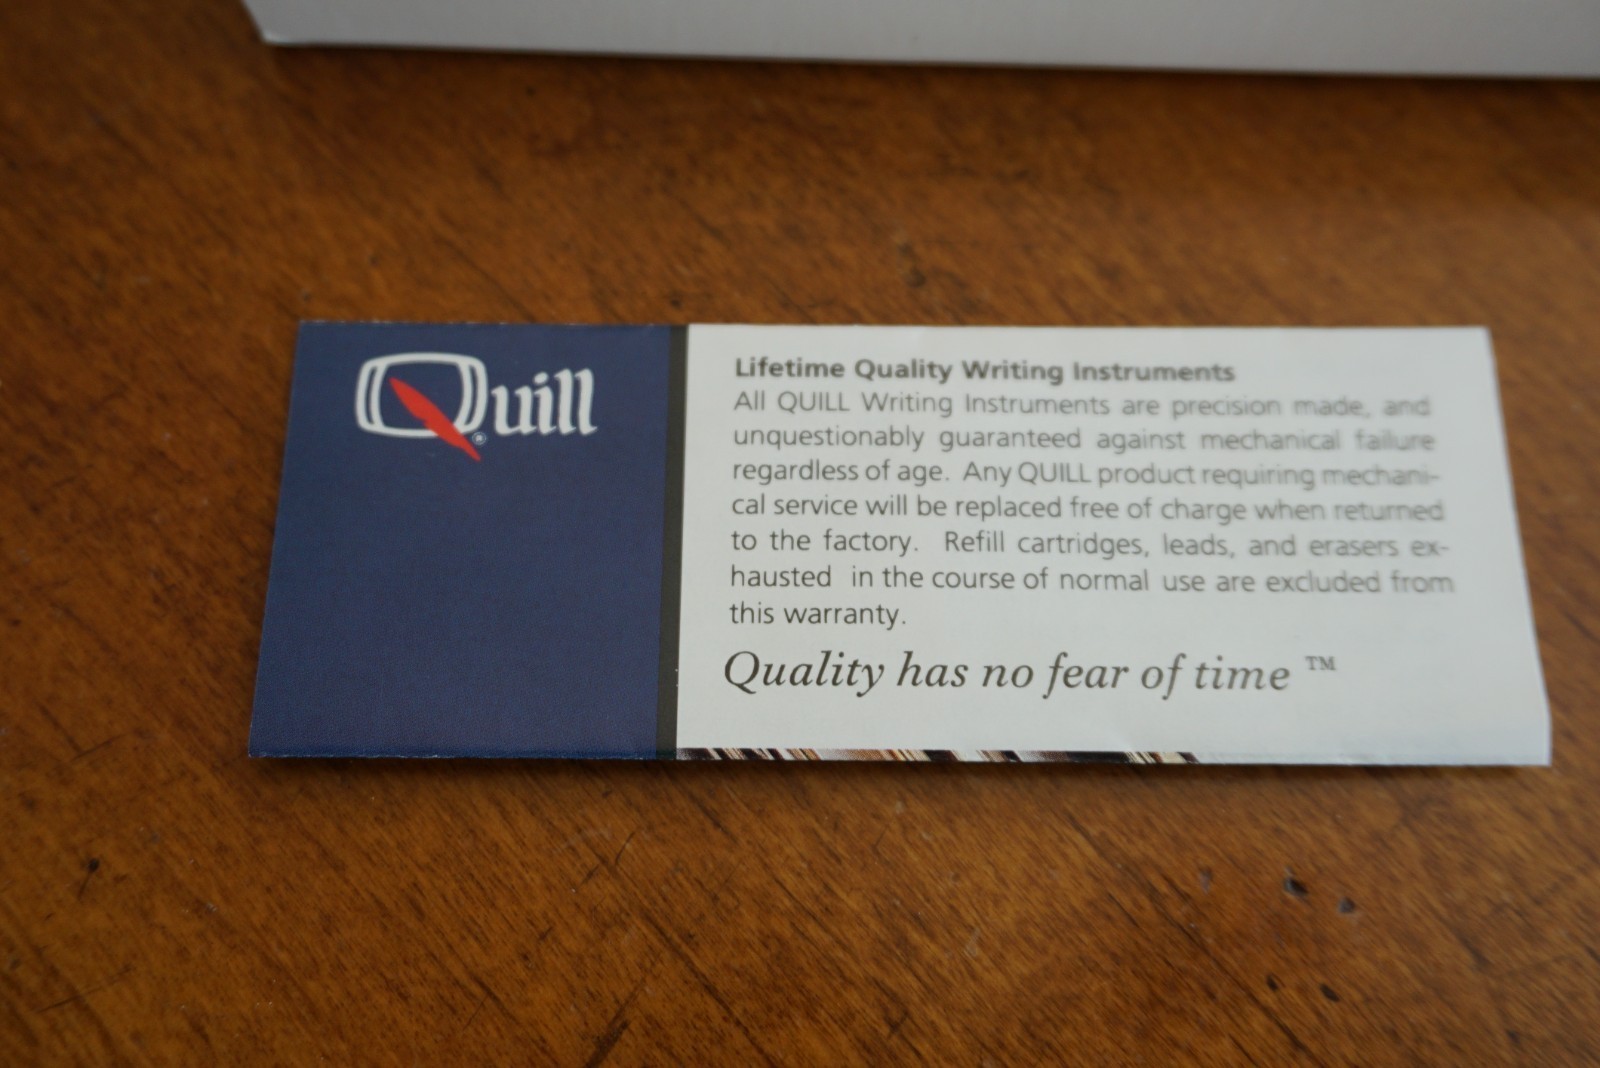 Quill®
Lifetime Quality Writing Instruments
All QUILL Writing Instruments are precision made, and
unquestionably guaranteed against mechanical failure
regardless of age. Any QUILL product requiring mechani-
cal service will be replaced free of charge when returned
to the factory. Refill cartridges, leads, and erasers ex-
hausted in the course of normal use are excluded from
this warranty.
Quality has no fear of time ™